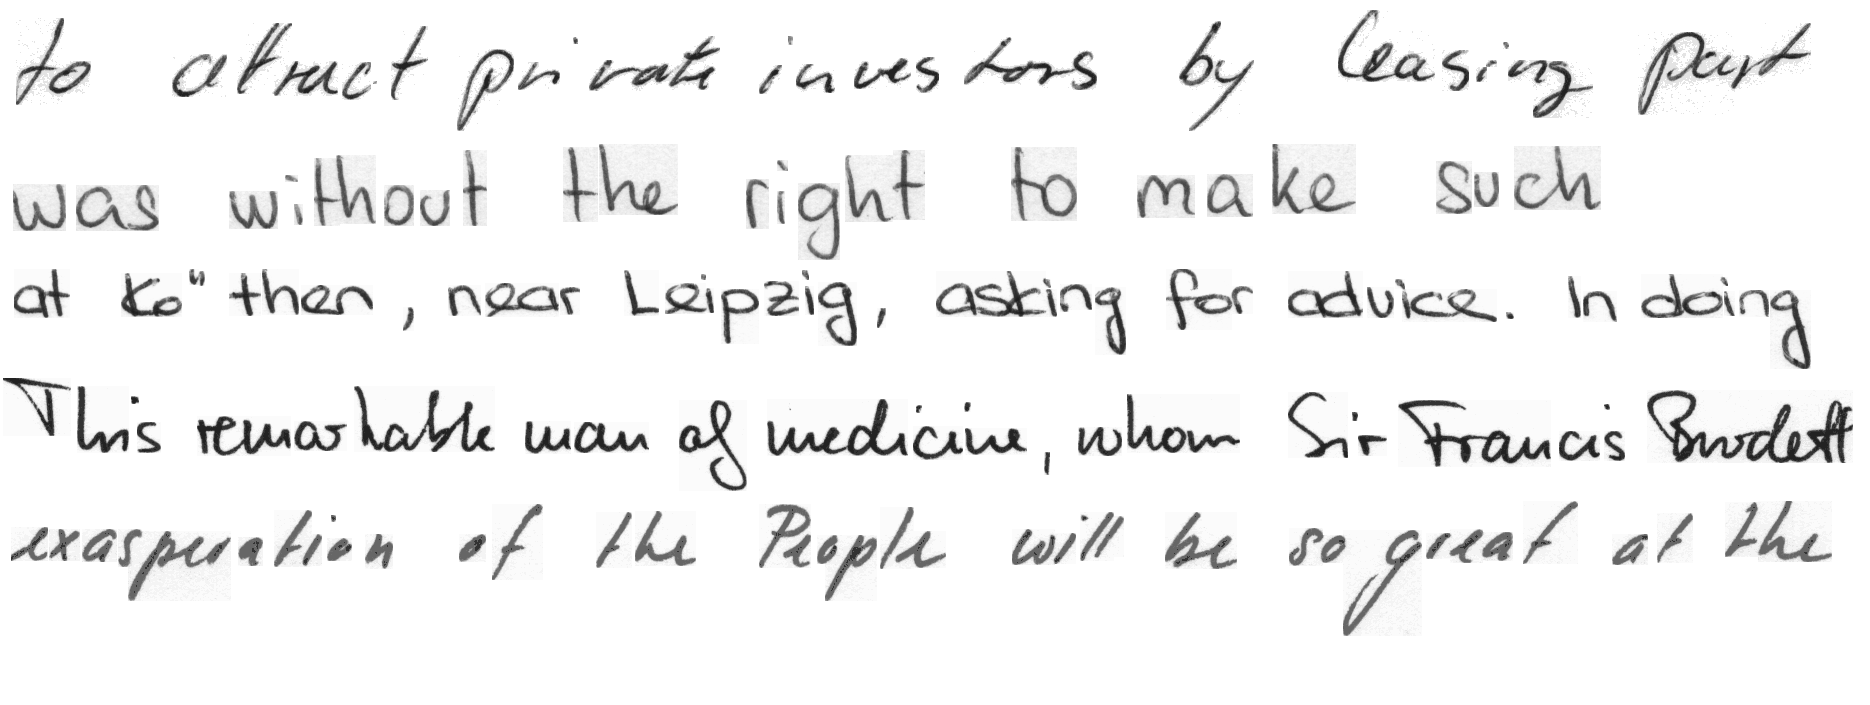 to attract private investors by leasing part
was without the right to make such
at Ko" then, near Leipzig, asking for advice. In doing
This remarkable man of medicine, whom Sir Francis Burdett
exasperation of the People will be so great at the